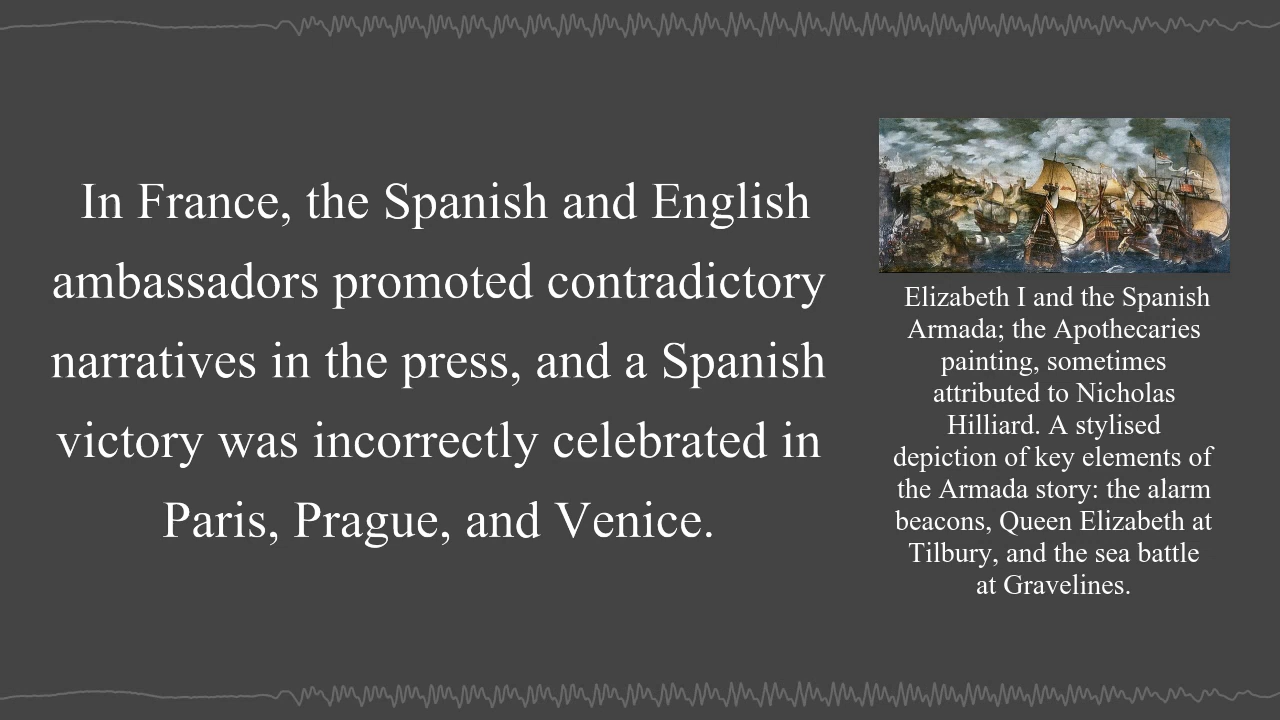 In France, the Spanish and English
ambassadors promoted contradictory
narratives in the press, and a Spanish
victory was incorrectly celebrated in
Paris, Prague, and Venice.
Elizabeth I and the Spanish
Armada; the Apothecaries
painting, sometimes
attributed to Nicholas
Hilliard. A stylised
depiction of key elements of
the Armada story: the alarm
beacons, Queen Elizabeth at
Tilbury, and the sea battle
at Gravelines.